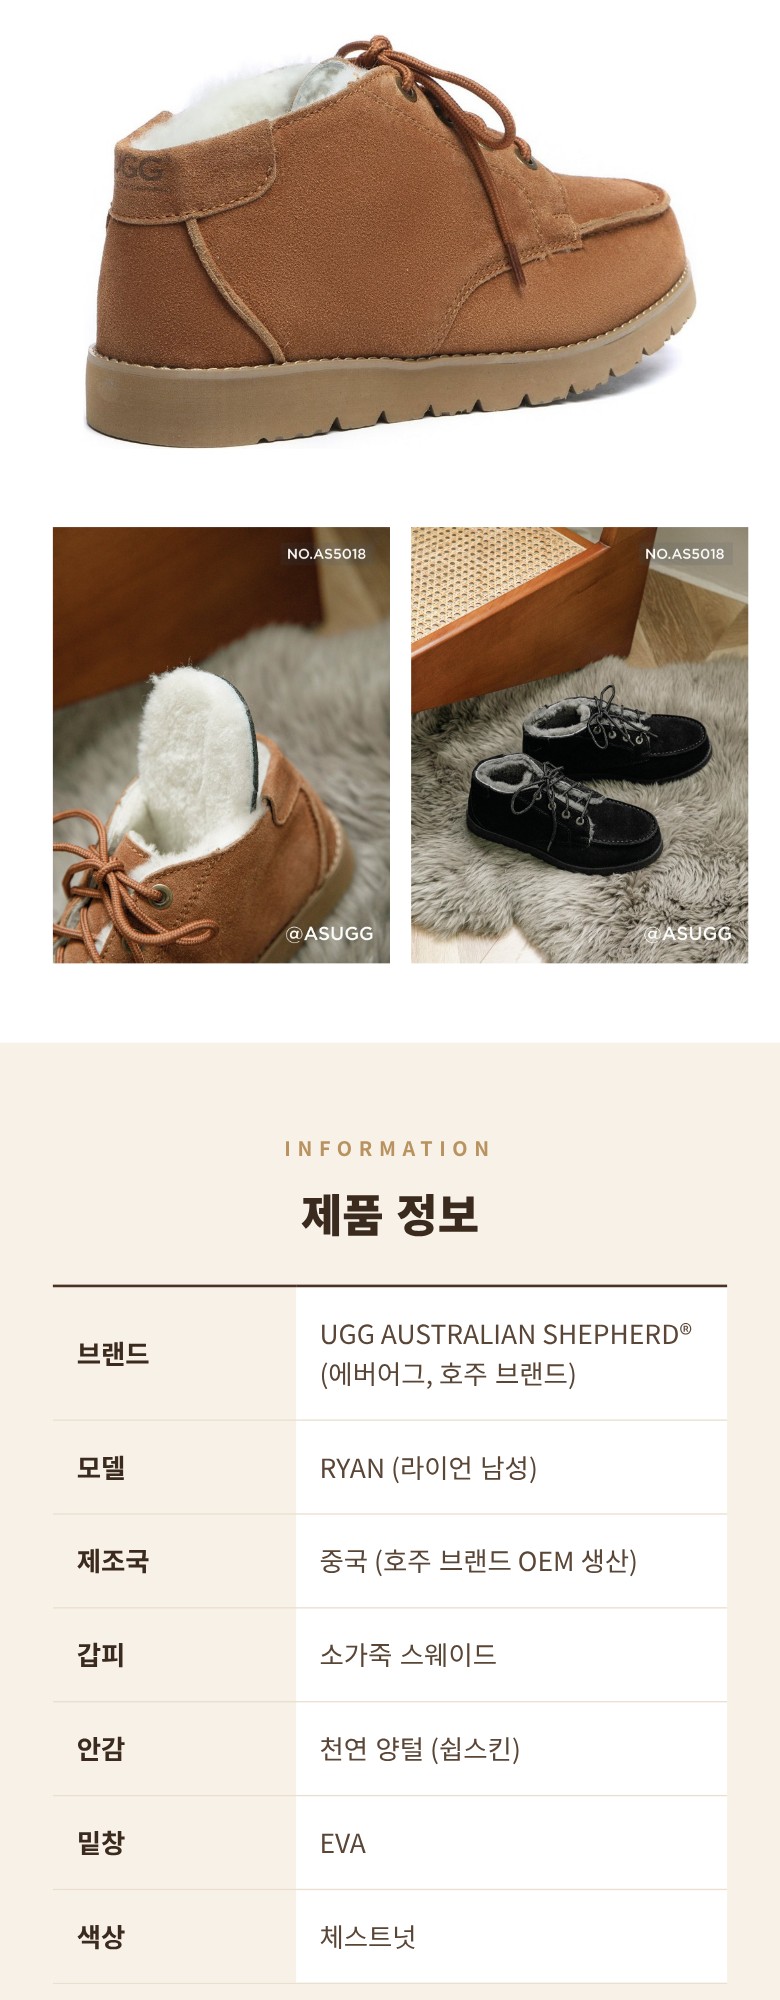 UGG
NO.AS5018
@ASUGG
NO.AS5018
@ASUGG
INFORMATION
제품 정보
브랜드
UGG AUSTRALIAN SHEPHERD®
(에버어그, 호주 브랜드)
모델
RYAN (라이언 남성)
제조국
중국 (호주 브랜드 OEM 생산)
갑피
소가죽 스웨이드
안감
천연 양털 (쉽스킨)
밑창
EVA
색상
체스트넛